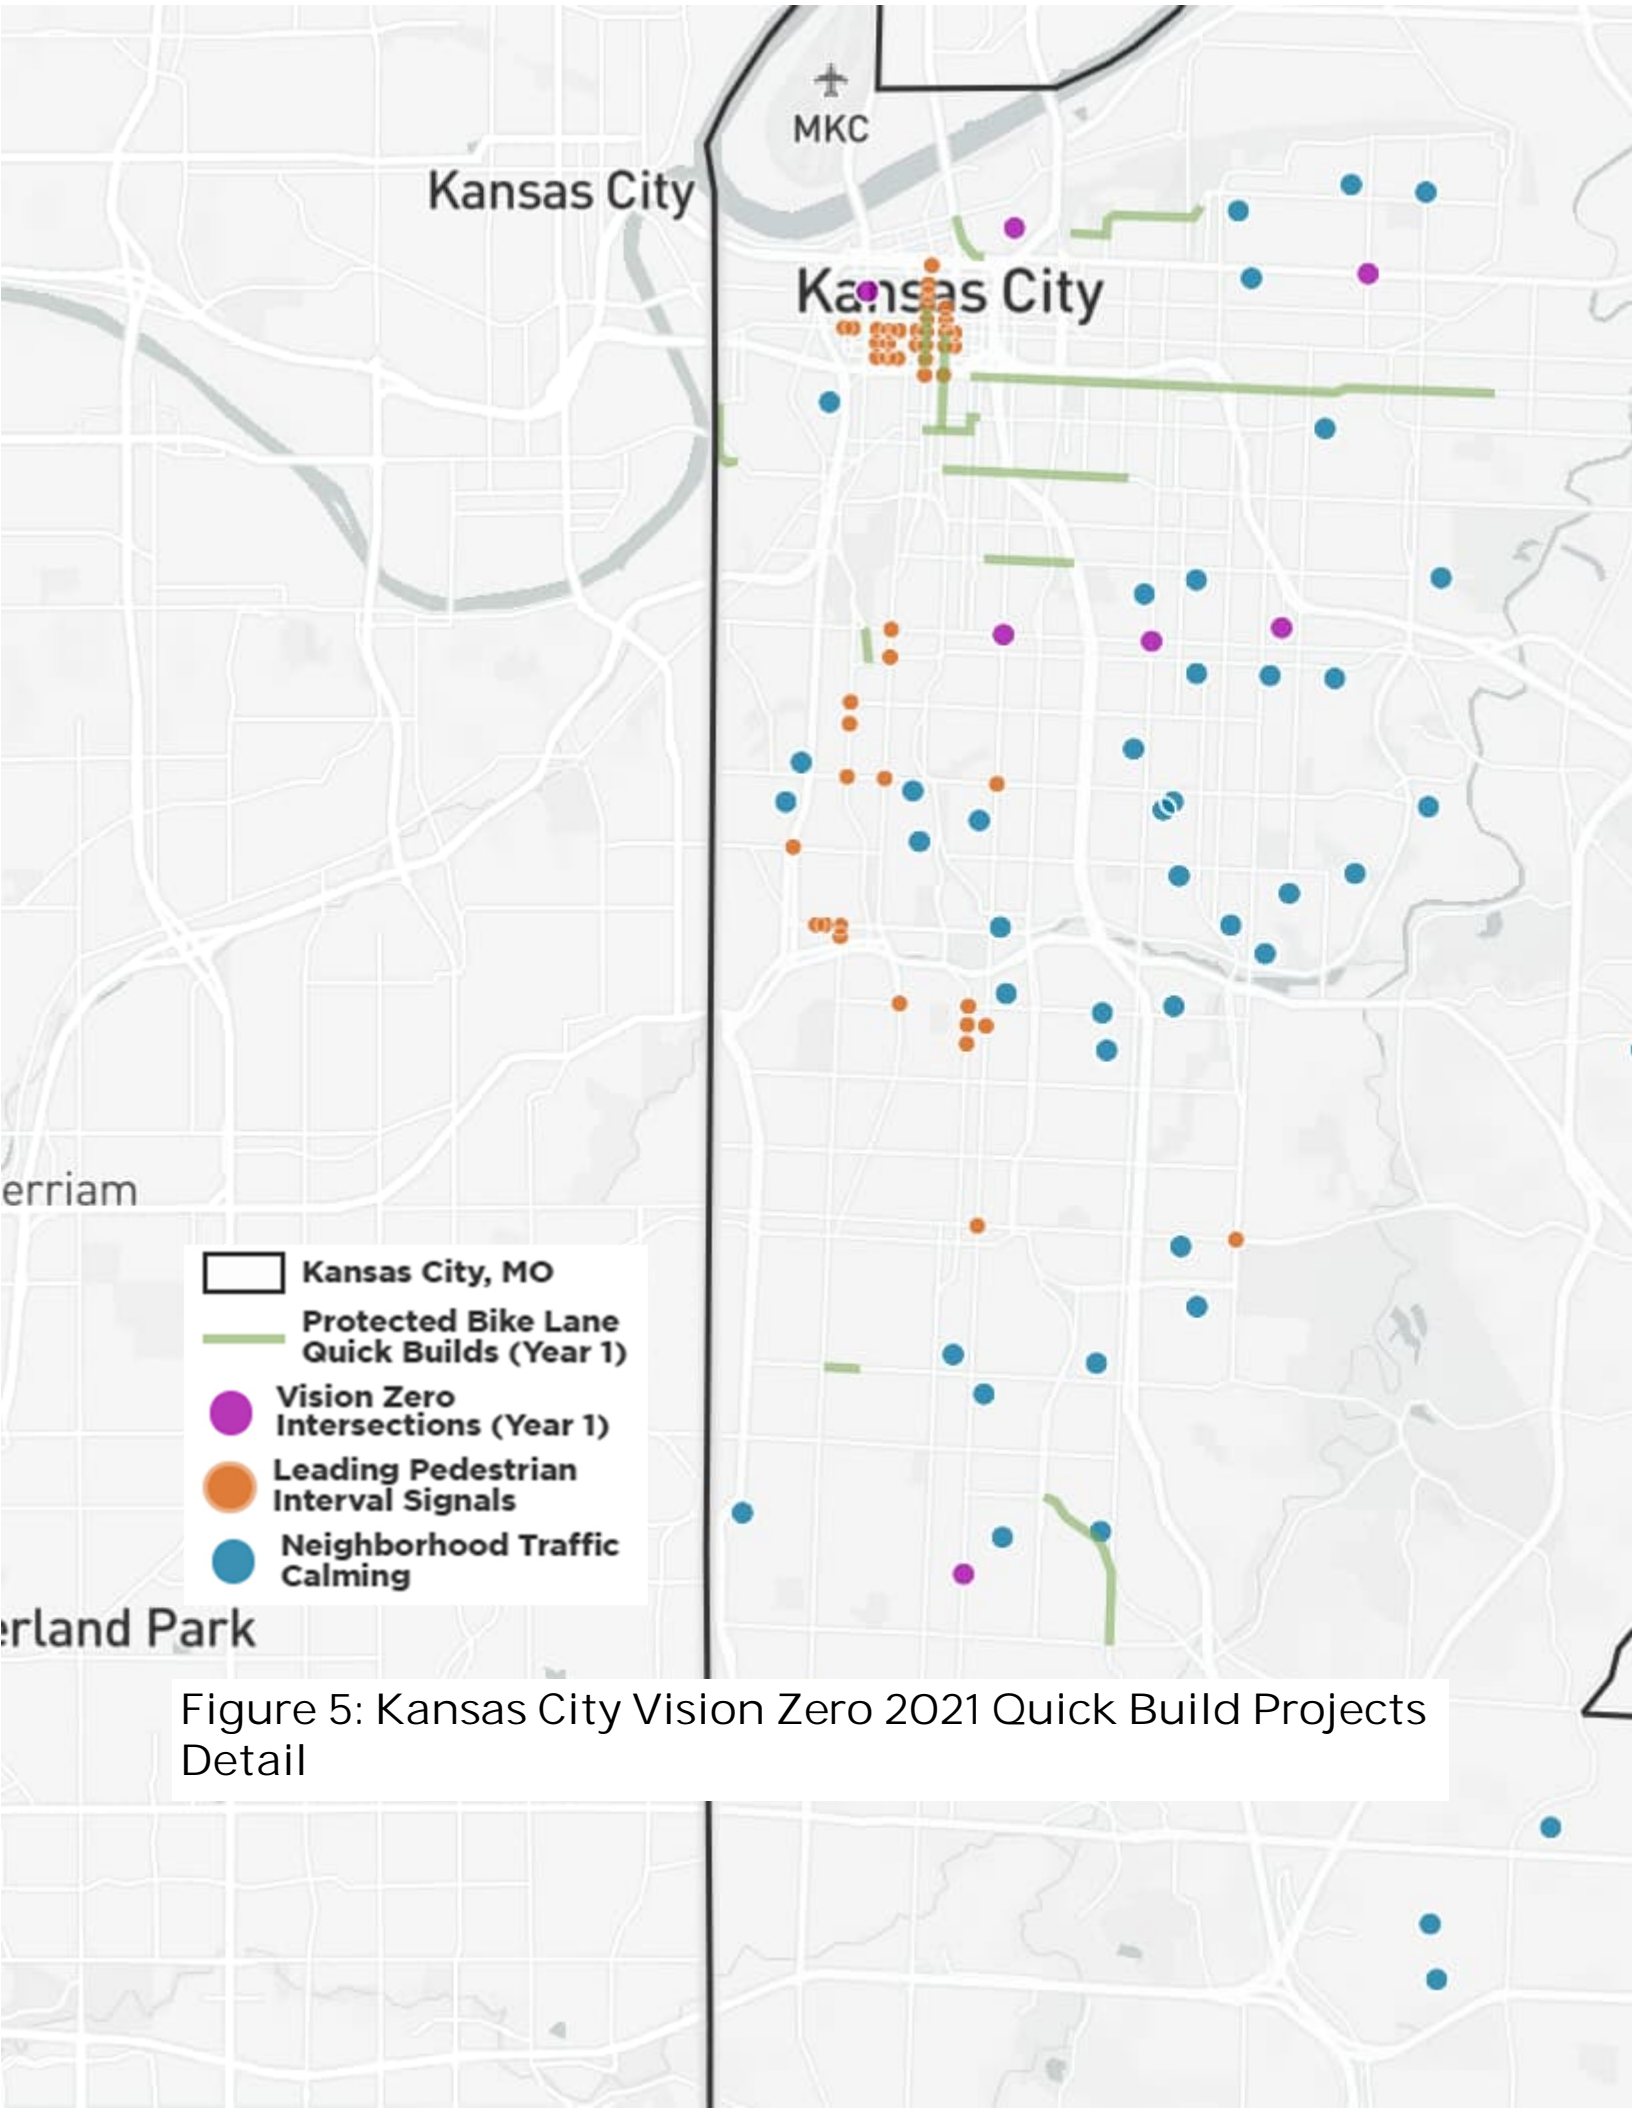 MKC
Kansas City
Kansas City
erriam
Kansas City, MO
Protected Bike Lane
Quick Builds (Year 1)
Vision Zero
Intersections (Year 1)
Leading Pedestrian
Interval Signals
Neighborhood Traffic
Calming
erland Park
Figure 5: Kansas City Vision Zero 2021 Quick Build Projects
Detail